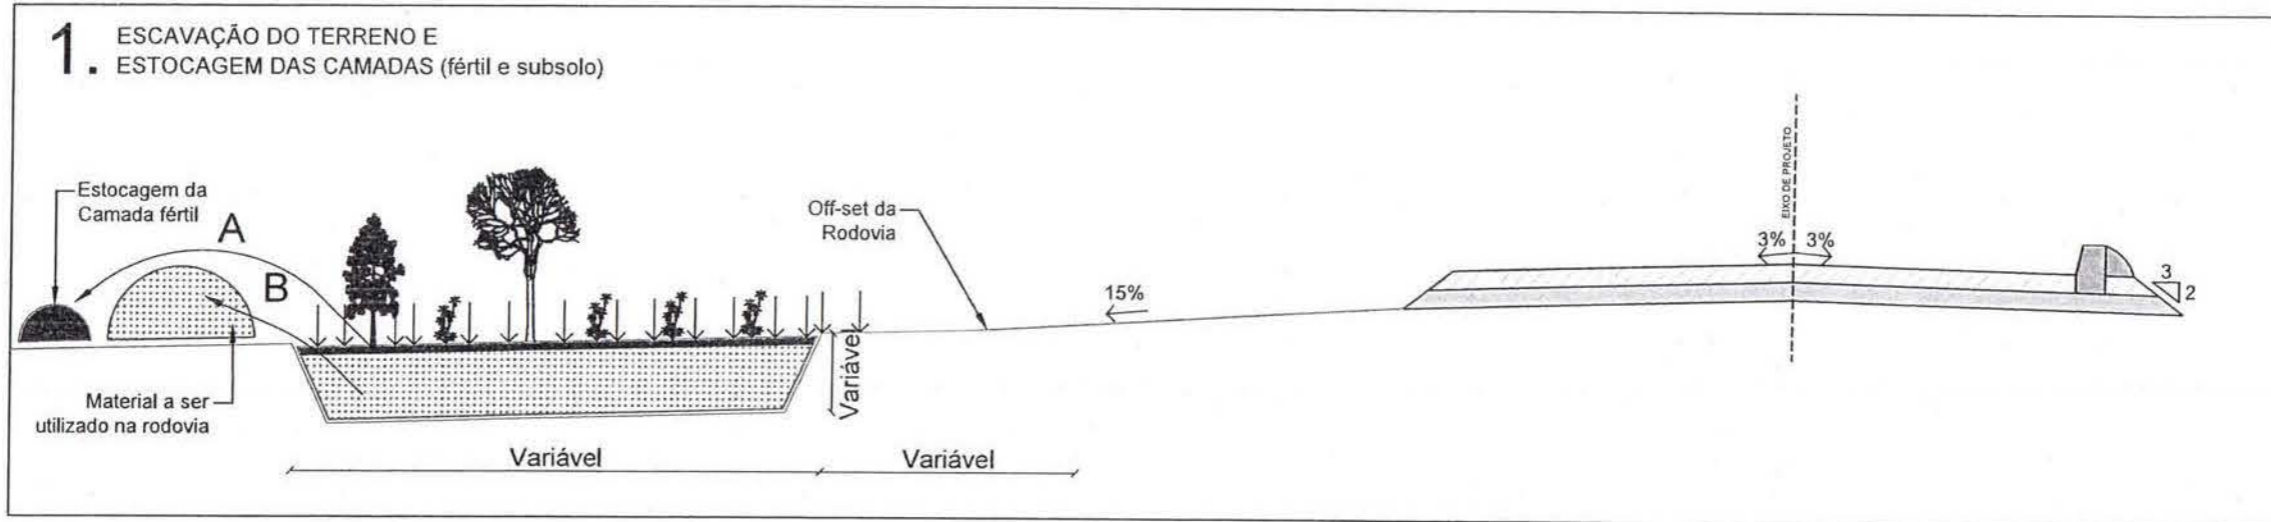 1. ESCAVAÇÃO DO TERRENO E
ESTOCAGEM DAS CAMADAS (fértil e subsolo)
Estocagem da
Camada fértil
A
B
Material a ser
utilizado na rodovia
Variável
Variável
Variável
Off-set da
Rodovia
15%
EIXO DE PROJETO
3%
3%
3
2